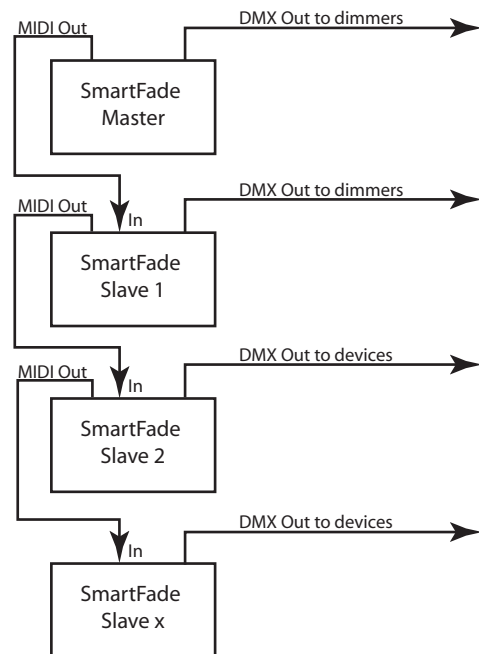 DMX Out to dimmers
MIDI Out
SmartFade
Master
DMX Out to dimmers
MIDI Out
In
SmartFade
Slave 1
DMX Out to devices
MIDI Out
In
SmartFade
Slave 2
DMX Out to devices
In
SmartFade
Slave x